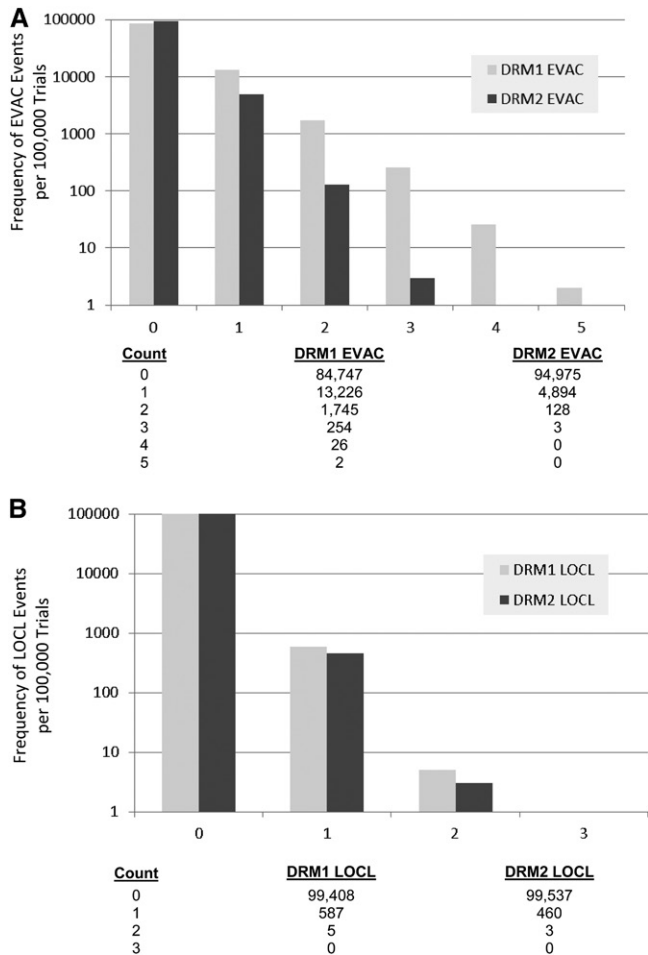 A
Frequency of EVAC Events
per 100,000 Trials
100000
10000
1000
100
10
1
DRM1 EVAC
DRM2 EVAC
0 1 2 3 4 5
Count DRM1 EVAC DRM2 EVAC
0 84,747 94,975
1 13,226 4,894
2 1,745 128
3 254 3
4 26 0
5 2 0
B
Frequency of LOCL Events
per 100,000 Trials
100000
10000
1000
100
10
1
DRM1 LOCL
DRM2 LOCL
0 1 2 3
Count DRM1 LOCL DRM2 LOCL
0 99,408 99,537
1 587 460
2 5 3
3 0 0